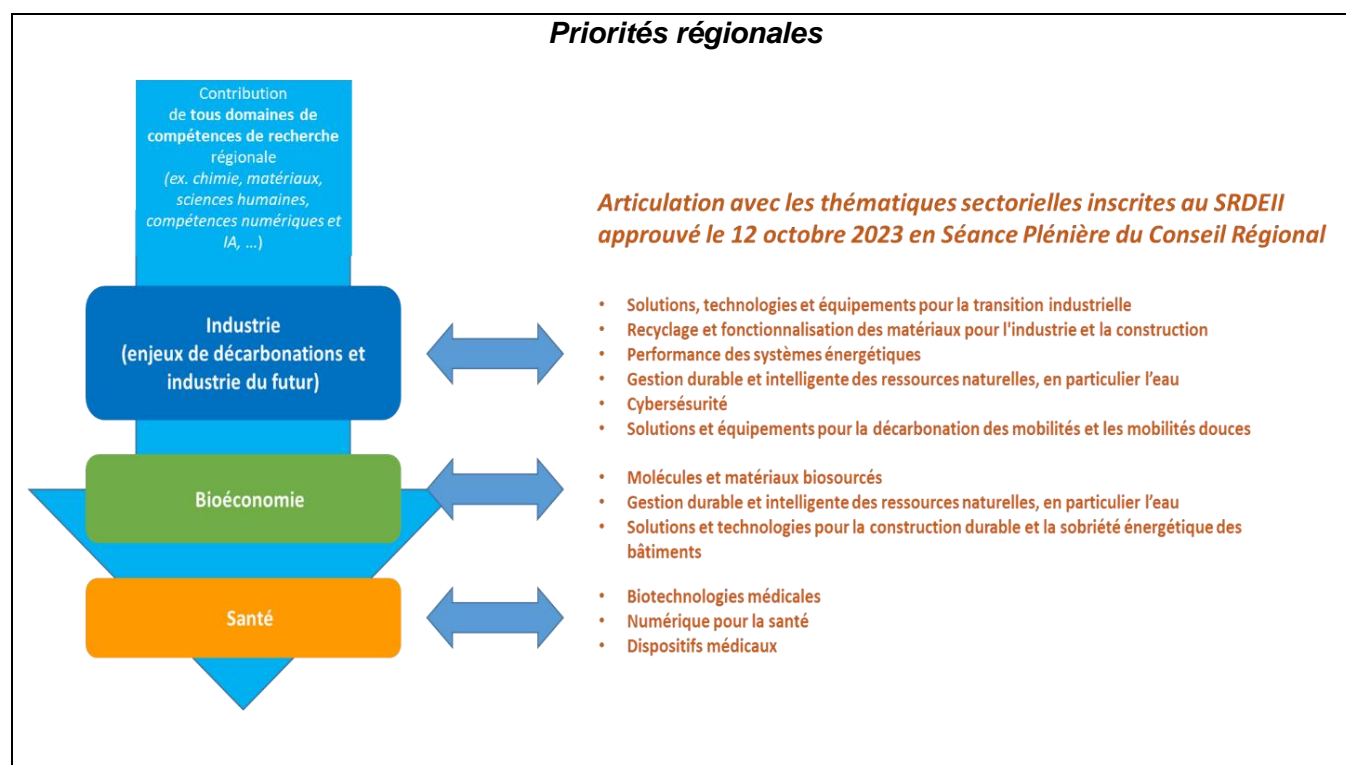 Priorités régionales
Contribution
de tous domaines de
compétences de recherche
régionale
(ex. chimie, matériaux,
sciences humaines,
compétences numériques et
IA, ...)
Articulation avec les thématiques sectorielles inscrites au SRDEII
approuvé le 12 octobre 2023 en Séance Plénière du Conseil Régional
Industrie
(enjeux de décarbonations et
industrie du futur)
• Solutions, technologies et équipements pour la transition industrielle
• Recyclage et fonctionnalisation des matériaux pour l'industrie et la construction
• Performance des systèmes énergétiques
• Gestion durable et intelligente des ressources naturelles, en particulier l’eau
• Cybersésurité
• Solutions et équipements pour la décarbonation des mobilités et les mobilités douces
Bioéconomie
• Molécules et matériaux biosourcés
• Gestion durable et intelligente des ressources naturelles, en particulier l’eau
• Solutions et technologies pour la construction durable et la sobriété énergétique des
bâtiments
Santé
• Biotechnologies médicales
• Numérique pour la santé
• Dispositifs médicaux